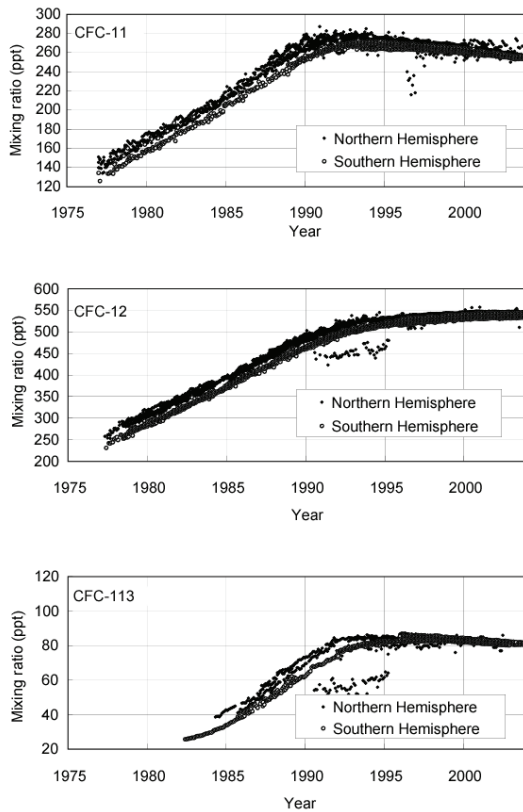 300
280
260
240
220
200
180
160
140
120
CFC-11
Mixing ratio (ppt)
Northern Hemisphere
Southern Hemisphere
1975 1980 1985 1990 1995 2000
Year
600
550
500
450
400
350
300
250
200
CFC-12
Mixing ratio (ppt)
Northern Hemisphere
Southern Hemisphere
1975 1980 1985 1990 1995 2000
Year
120
100
80
60
40
20
CFC-113
Mixing ratio (ppt)
Northern Hemisphere
Southern Hemisphere
1975 1980 1985 1990 1995 2000
Year